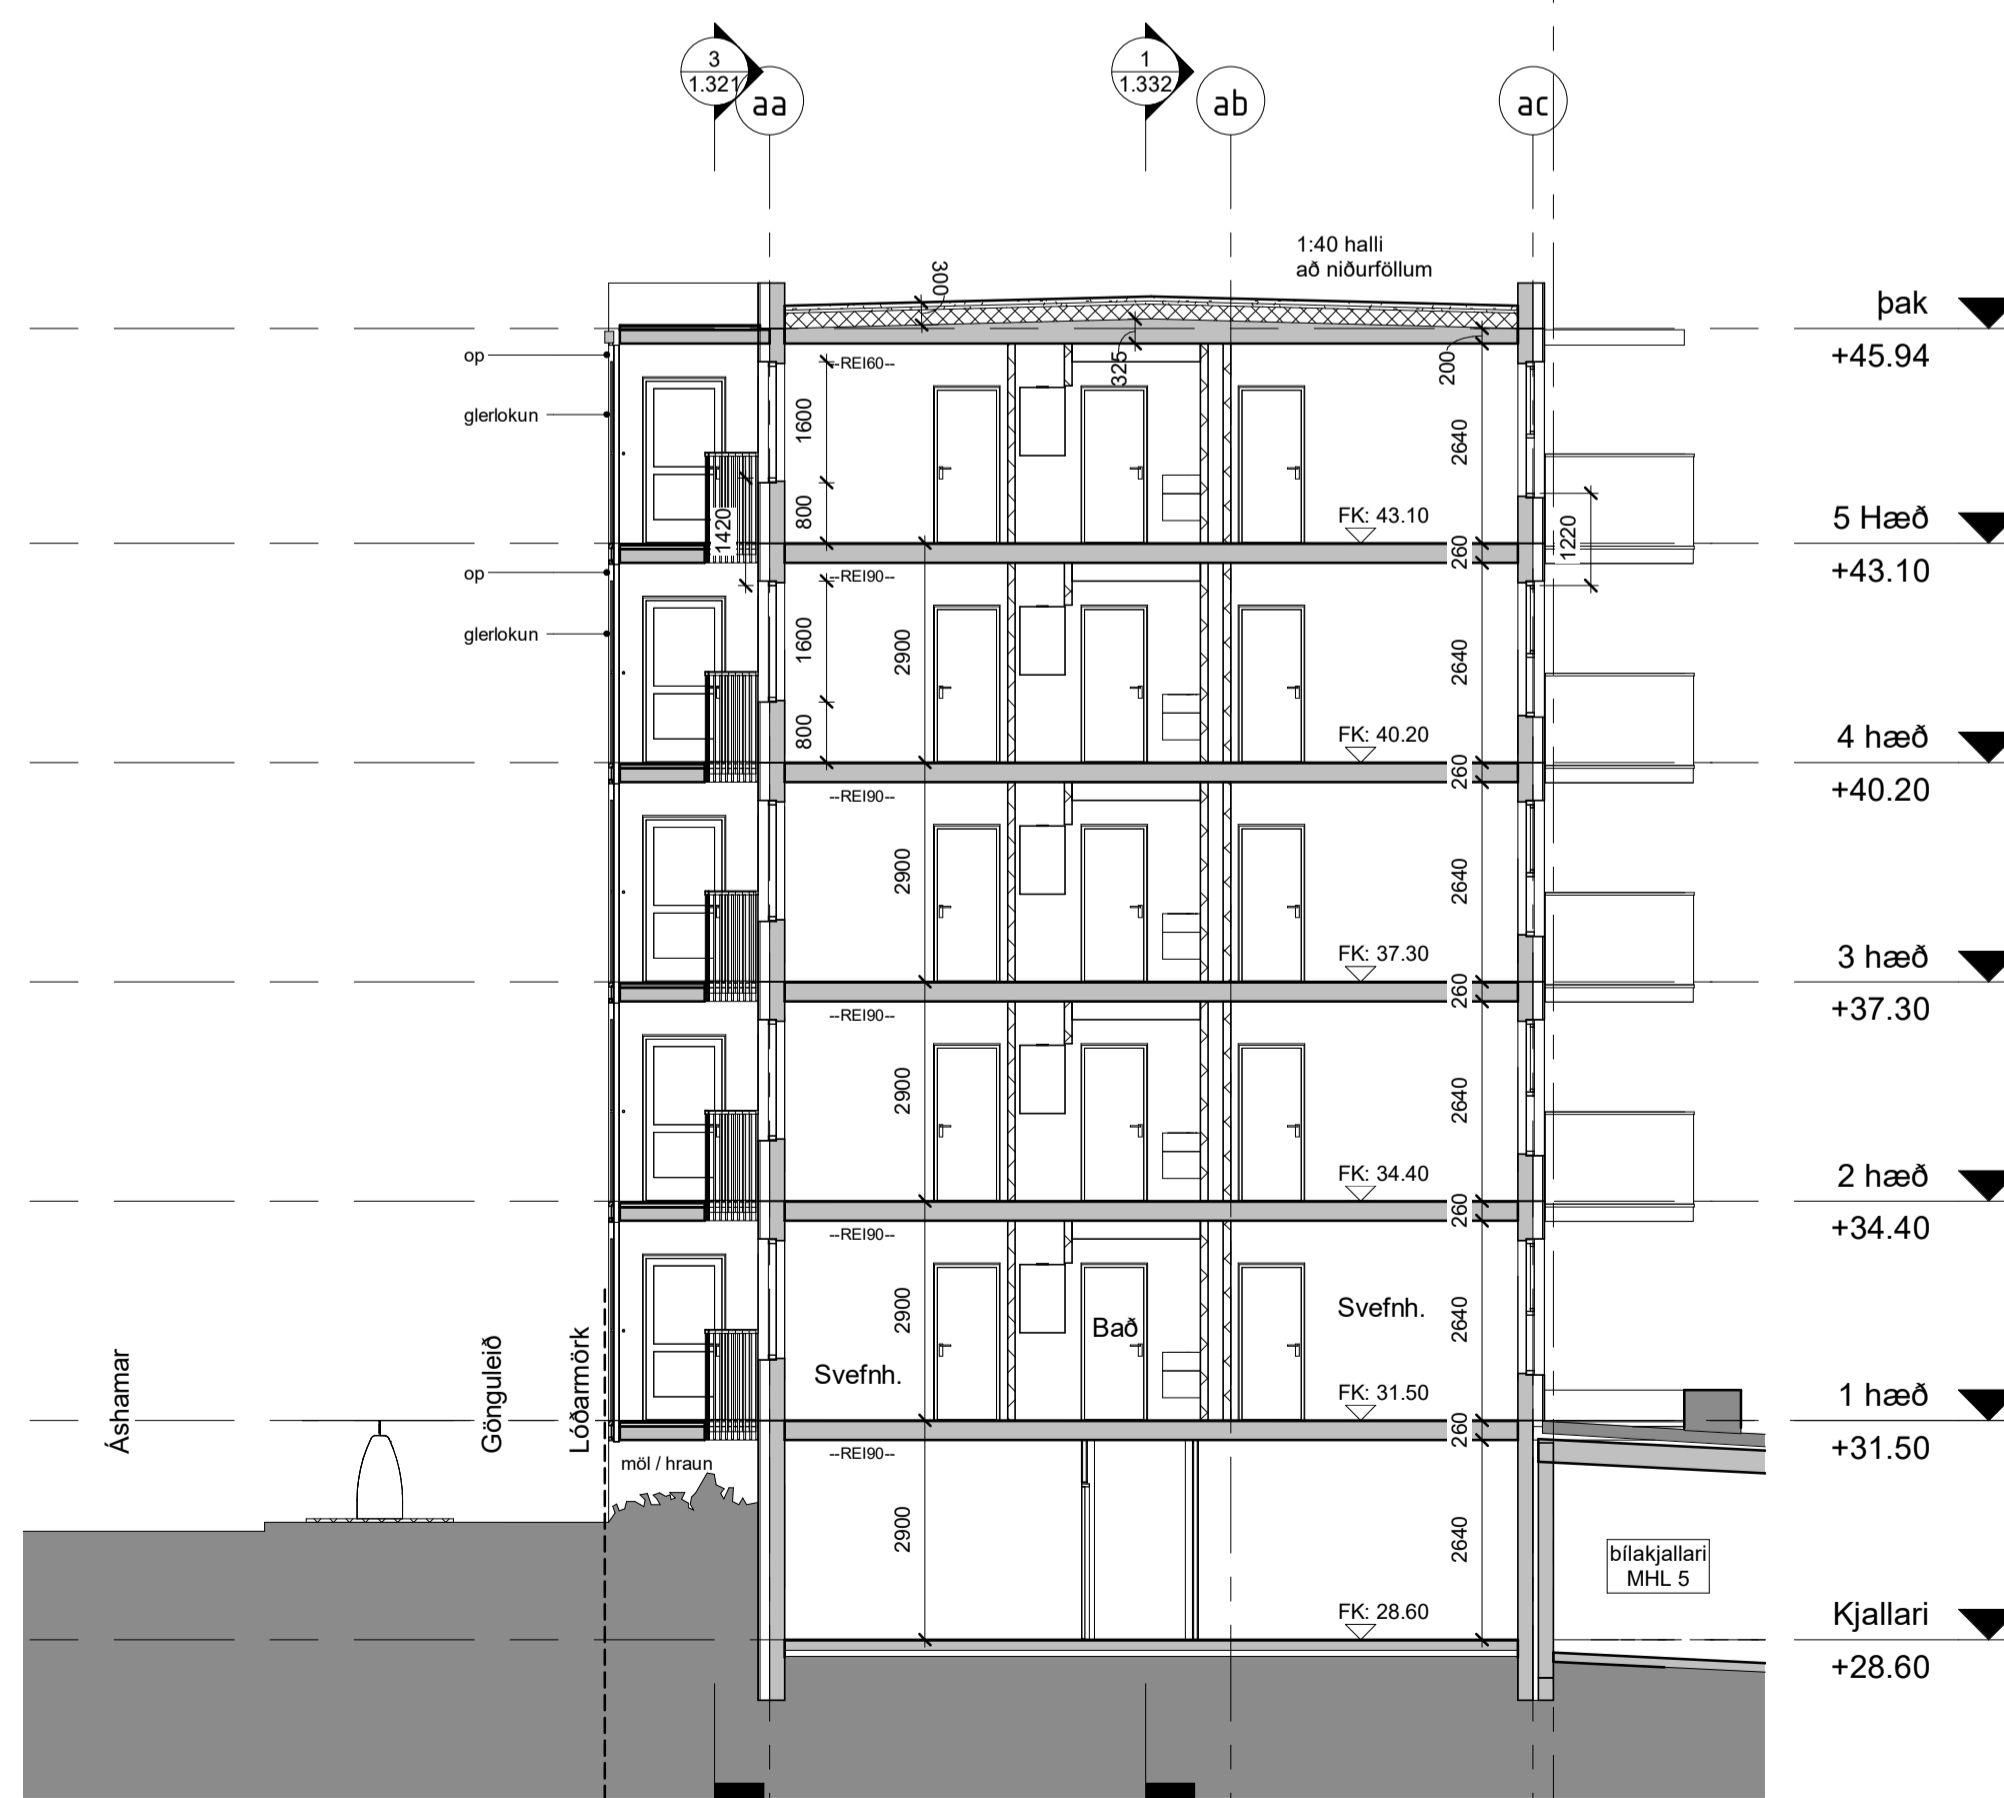 3
1.321
aa
1
1.332
ab
ac
1:40 halli
að niðurföllum
300
þak
+45.94
op
--REI60--
325
200
glerlokun
1600
2640
800
1420
FK: 43.10
1220
5 Hæð
+43.10
260
op
--REI90--
glerlokun
1600
2900
2640
800
FK: 40.20
4 hæð
+40.20
260
--REI90--
2900
2640
FK: 37.30
3 hæð
+37.30
260
--REI90--
2900
2640
FK: 34.40
2 hæð
+34.40
260
--REI90--
2900
2640
Svefnh.
Bað
Svefnh.
Áshamar
Gönguleið
Lóðarmörk
FK: 31.50
1 hæð
+31.50
260
möl / hraun
--REI90--
2900
2640
bílakjallari
MHL 5
FK: 28.60
Kjallari
+28.60